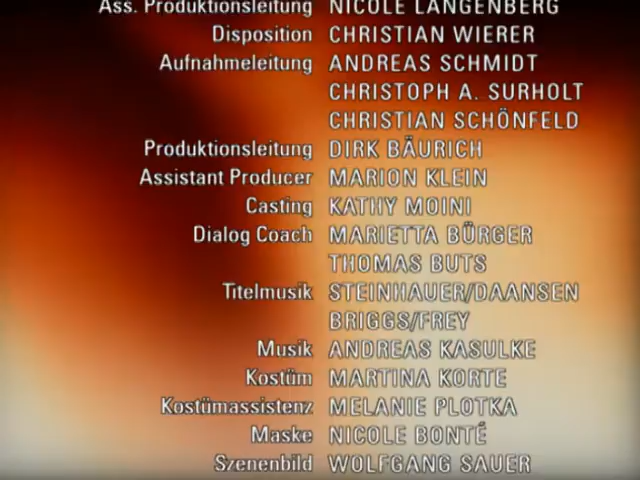 Ass. Produktionsleitung NICOLE LANGENBERG
Disposition CHRISTIAN WIERER
Aufnahmeleitung ANDREAS SCHMIDT
CHRISTOPH A. SURHOLT
CHRISTIAN SCHÖNFELD
Produktionsleitung DIRK BÄURICH
Assistant Producer MARION KLEIN
Casting KATHY MOINI
Dialog Coach MARIETTA BÜRGER
THOMAS BUTS
Titelmusik STEINHAUER/DAANSEN
BRIGGS/FREY
Musik ANDREAS KASULKE
Kostüm MARTINA KORTE
Kostümassistenz MELANIE PLOTKA
Maske NICOLE BONTÉ
Szenenbild WOLFGANG SAUER